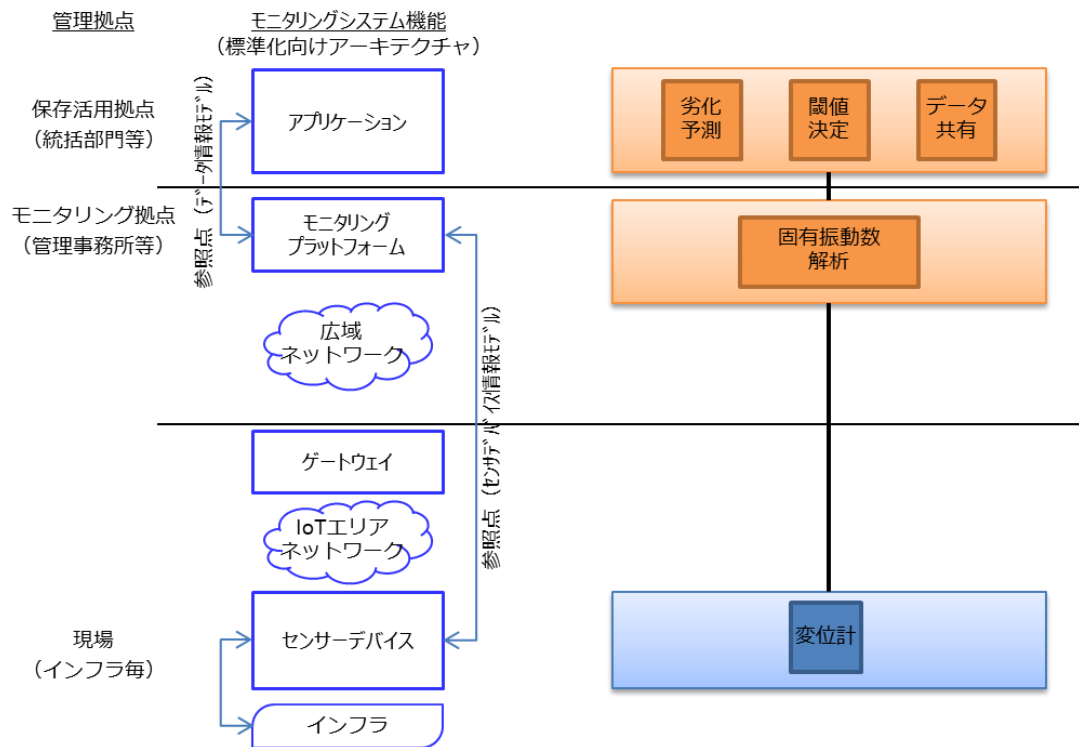 管理拠点
モニタリングシステム機能
（標準化向けアーキテクチャ）
保存活用拠点
（統括部門等）
アプリケーション
劣化
予測
閾値
決定
データ
共有
参照点（ﾃﾞｰﾀ情報ﾓﾃﾞﾙ）
モニタリング拠点
（管理事務所等）
モニタリング
プラットフォーム
固有振動数
解析
広域
ネットワーク
参照点（ｾﾝｻﾃﾞﾊﾞｲｽ情報ﾓﾃﾞﾙ）
ゲートウェイ
IoTエリア
ネットワーク
現場
（インフラ毎）
センサーデバイス
変位計
インフラ